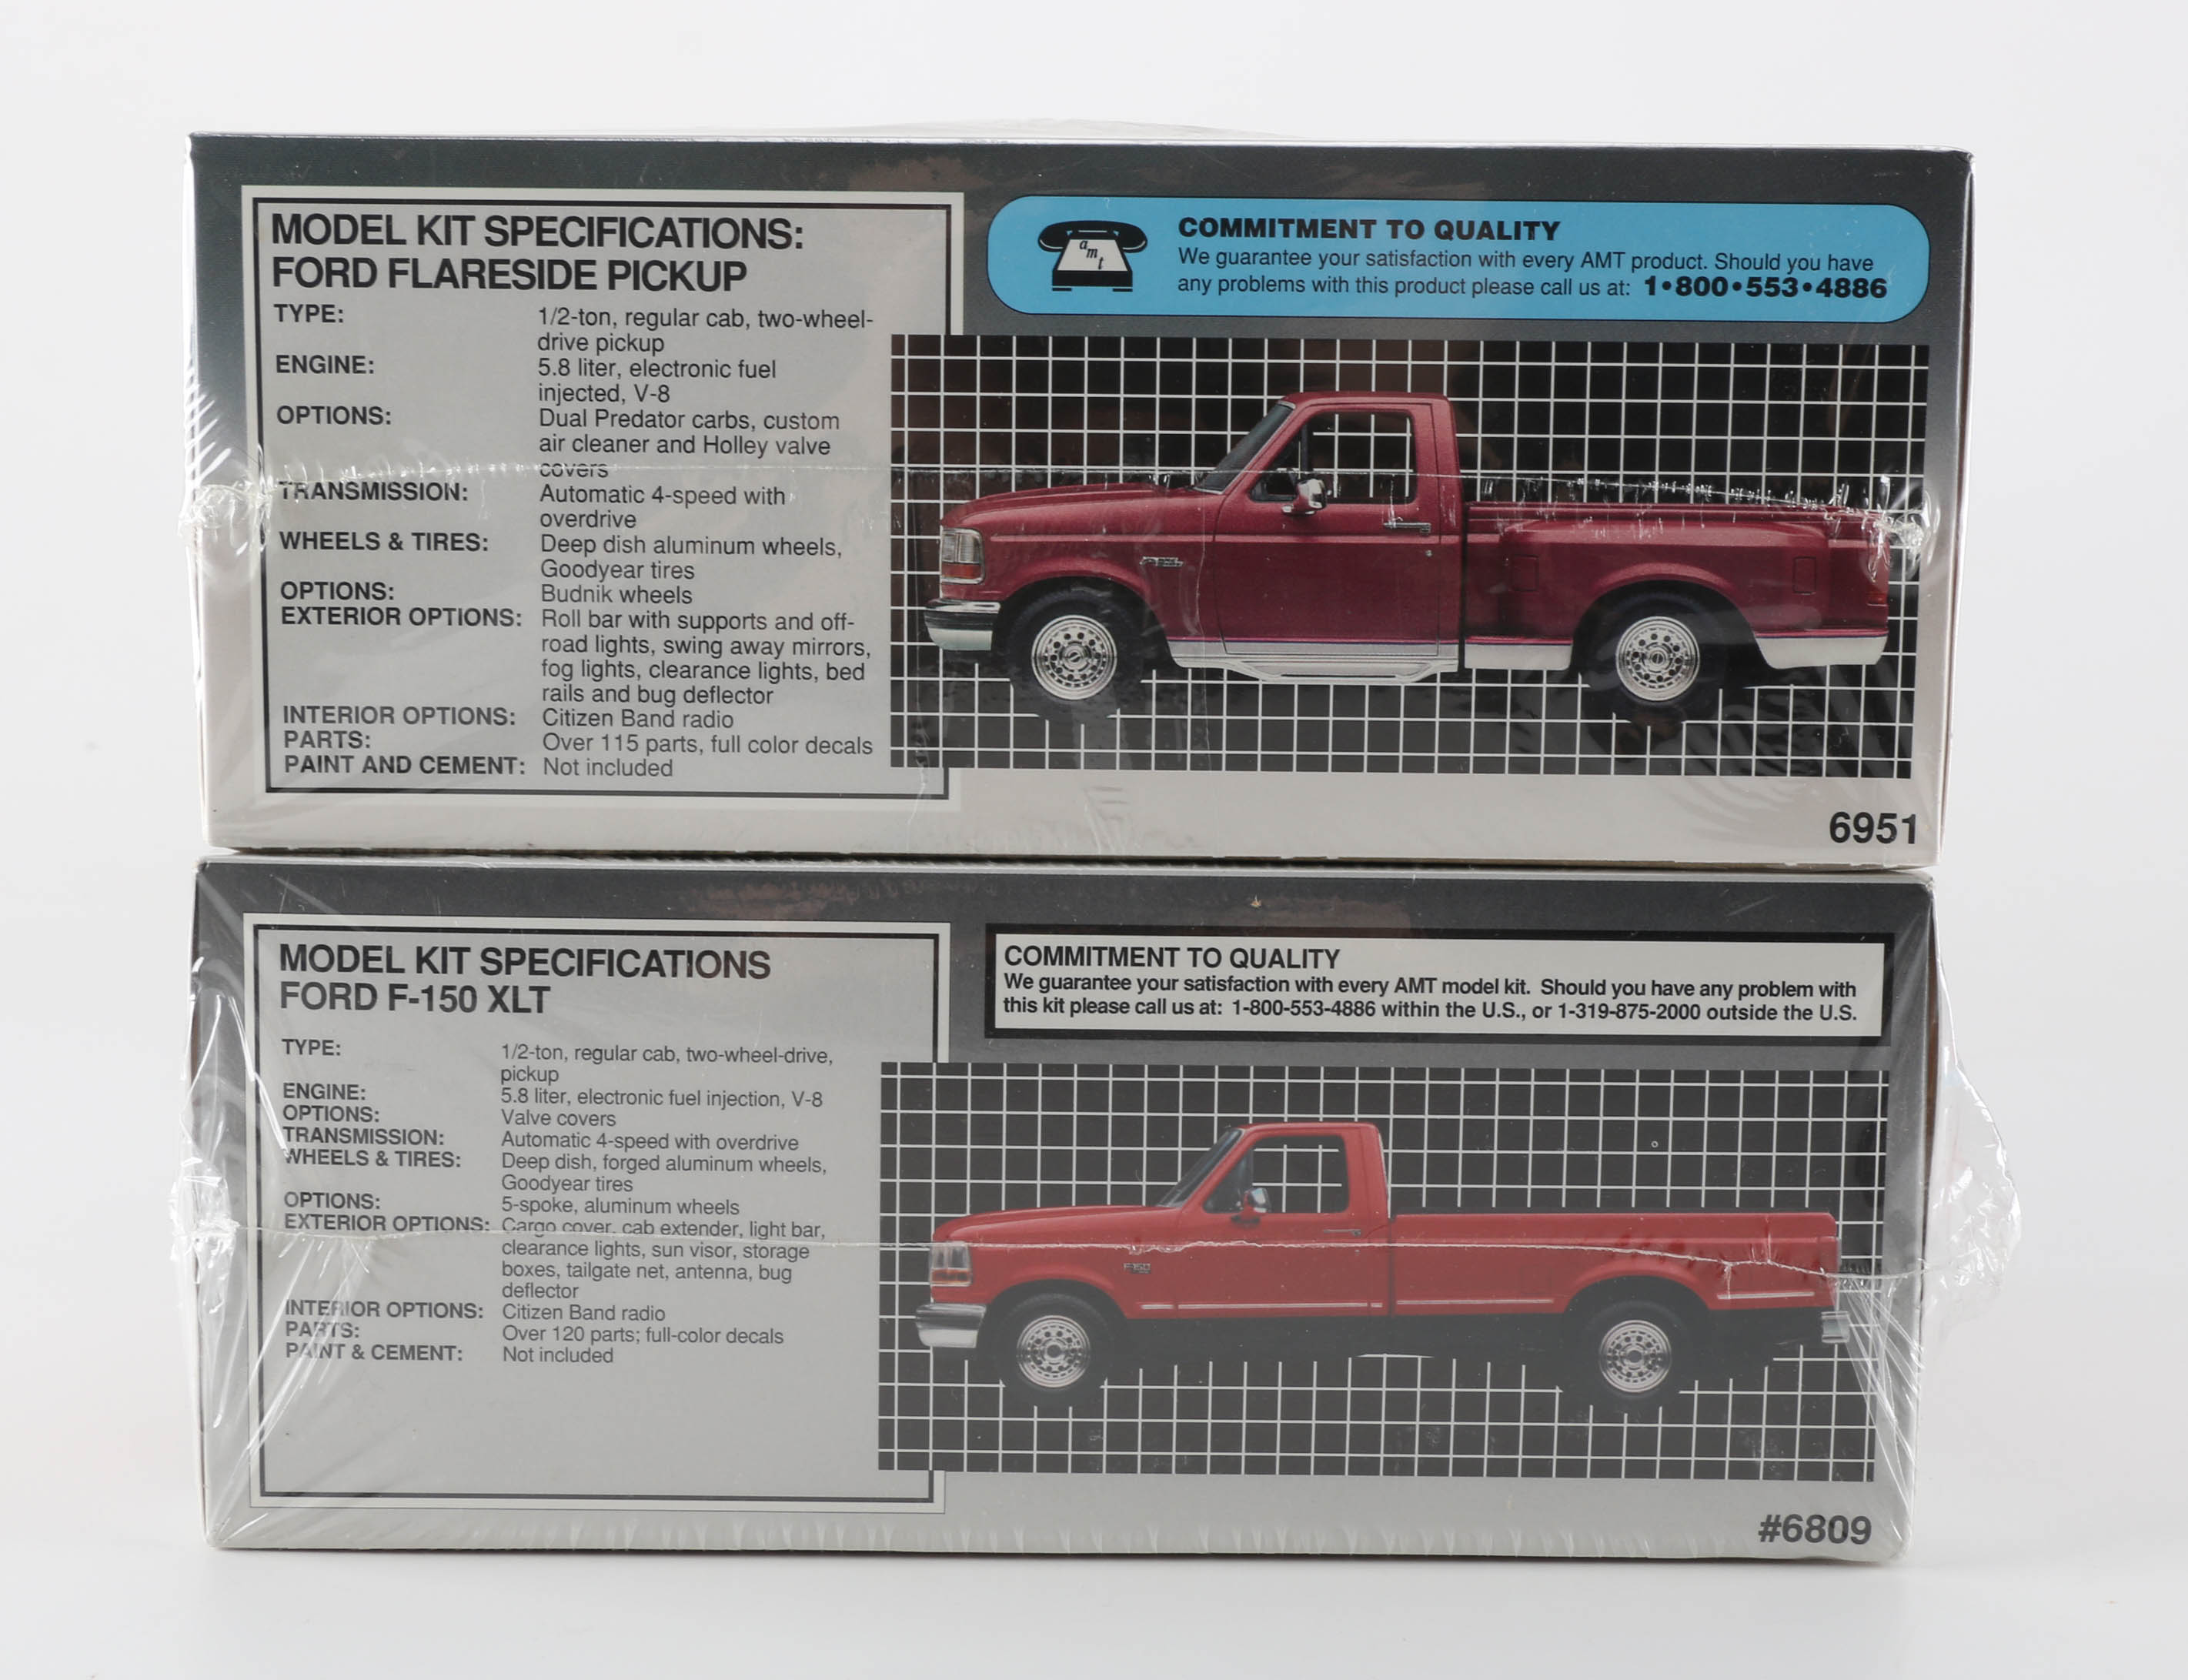 MODEL KIT SPECIFICATIONS:
FORD FLARESIDE PICKUP
TYPE: 1/2-ton, regular cab, two-wheel-
drive pickup
ENGINE: 5.8 liter, electronic fuel
injected, V-8
OPTIONS: Dual Predator carbs, custom
air cleaner and Holley valve
covers
TRANSMISSION: Automatic 4-speed with
overdrive
WHEELS & TIRES: Deep dish aluminum wheels,
Goodyear tires
OPTIONS: Budnik wheels
EXTERIOR OPTIONS: Roll bar with supports and off-
road lights, swing away mirrors,
fog lights, clearance lights, bed
rails and bug deflector
INTERIOR OPTIONS: Citizen Band radio
PARTS: Over 115 parts, full color decals
PAINT AND CEMENT: Not included
amt
COMMITMENT TO QUALITY
We guarantee your satisfaction with every AMT product. Should you have
any problems with this product please call us at: 1•800•553•4886
6951
MODEL KIT SPECIFICATIONS
FORD F-150 XLT
TYPE: 1/2-ton, regular cab, two-wheel-drive,
pickup
ENGINE: 5.8 liter, electronic fuel injection, V-8
OPTIONS: Valve covers
TRANSMISSION: Automatic 4-speed with overdrive
WHEELS & TIRES: Deep dish, forged aluminum wheels,
Goodyear tires
OPTIONS: 5-spoke, aluminum wheels
EXTERIOR OPTIONS: Cargo cover, cab extender, light bar,
clearance lights, sun visor, storage
boxes, tailgate net, antenna, bug
deflector
INTERIOR OPTIONS: Citizen Band radio
PARTS: Over 120 parts; full-color decals
PAINT & CEMENT: Not included
COMMITMENT TO QUALITY
We guarantee your satisfaction with every AMT model kit. Should you have any problem with
this kit please call us at: 1-800-553-4886 within the U.S., or 1-319-875-2000 outside the U.S.
#6809